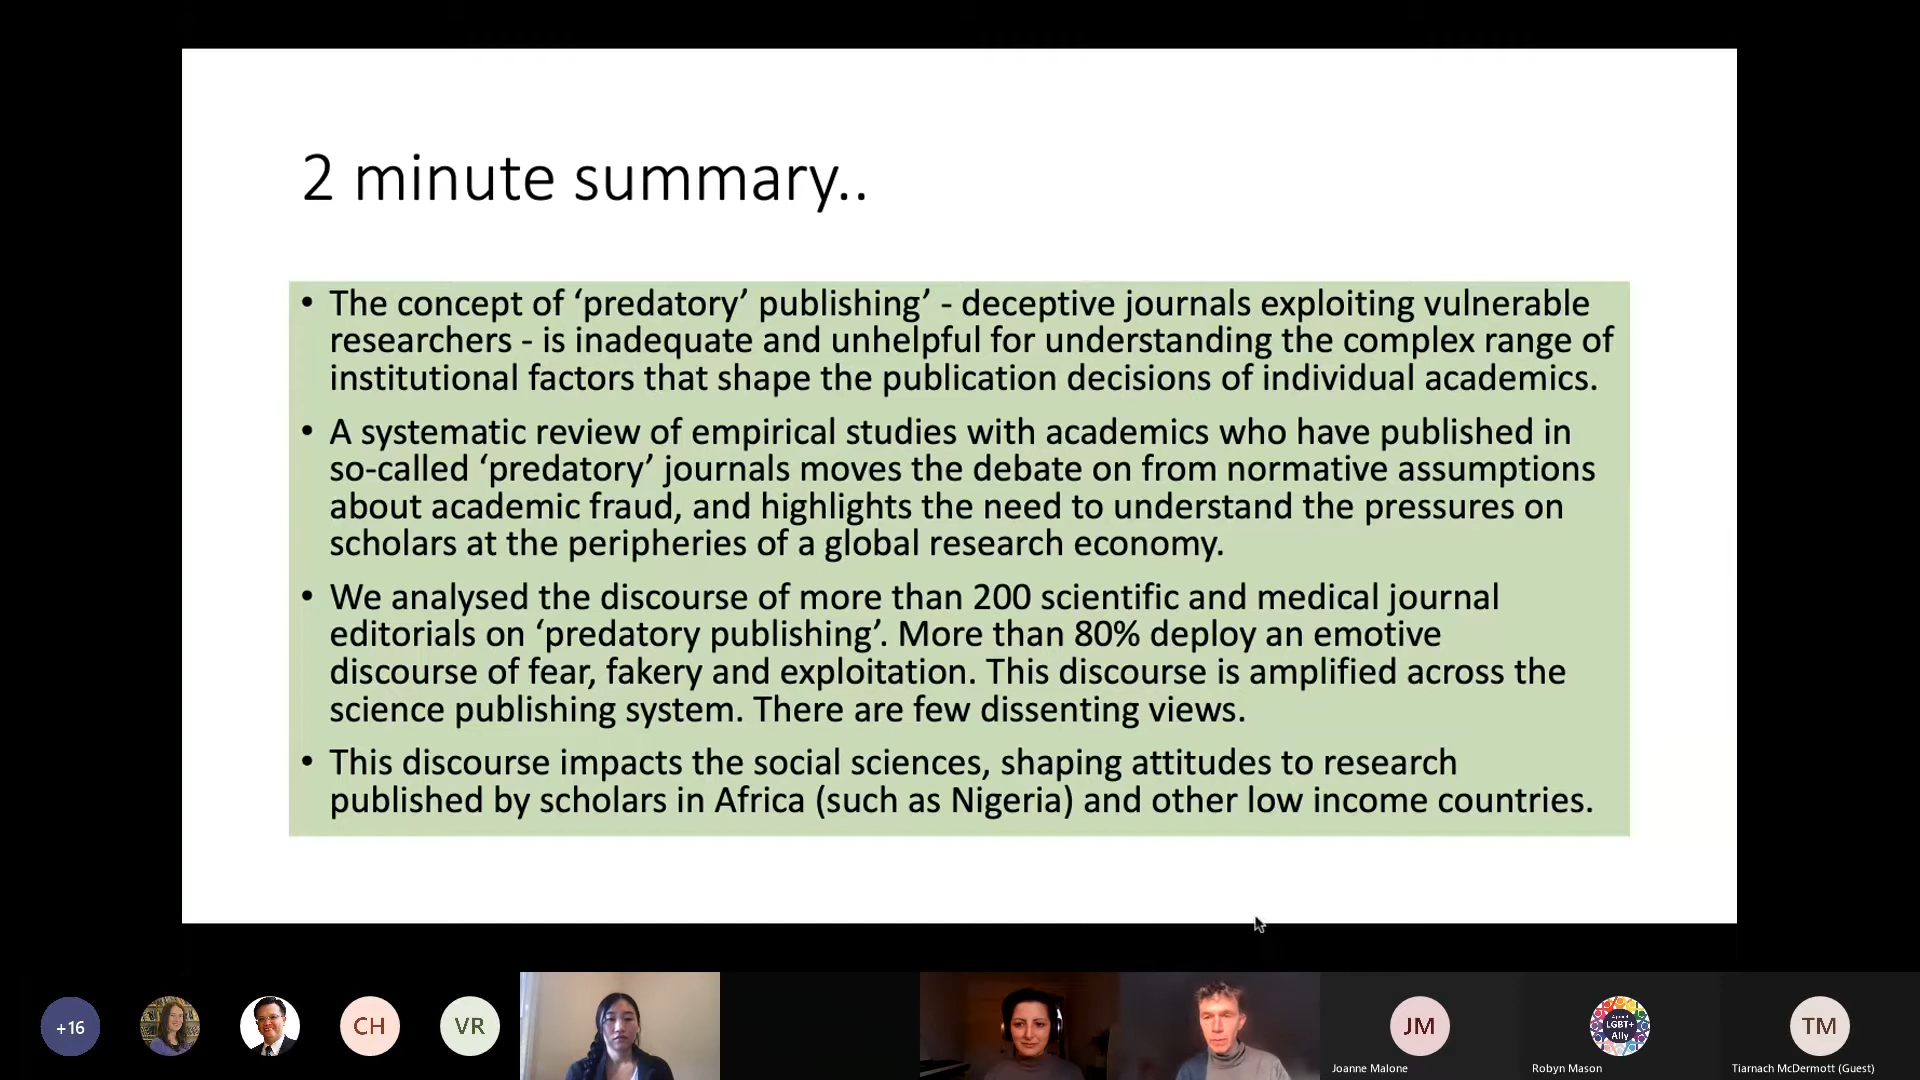 2 minute summary..
• The concept of ‘predatory’ publishing’ - deceptive journals exploiting vulnerable
researchers - is inadequate and unhelpful for understanding the complex range of
institutional factors that shape the publication decisions of individual academics.
• A systematic review of empirical studies with academics who have published in
so-called ‘predatory’ journals moves the debate on from normative assumptions
about academic fraud, and highlights the need to understand the pressures on
scholars at the peripheries of a global research economy.
• We analysed the discourse of more than 200 scientific and medical journal
editorials on ‘predatory publishing’. More than 80% deploy an emotive
discourse of fear, fakery and exploitation. This discourse is amplified across the
science publishing system. There are few dissenting views.
• This discourse impacts the social sciences, shaping attitudes to research
published by scholars in Africa (such as Nigeria) and other low income countries.
+16
CH
VR
JM
Joanne Malone
LGBT+
Ally
Robyn Mason
TM
Tiarnach McDermott (Guest)